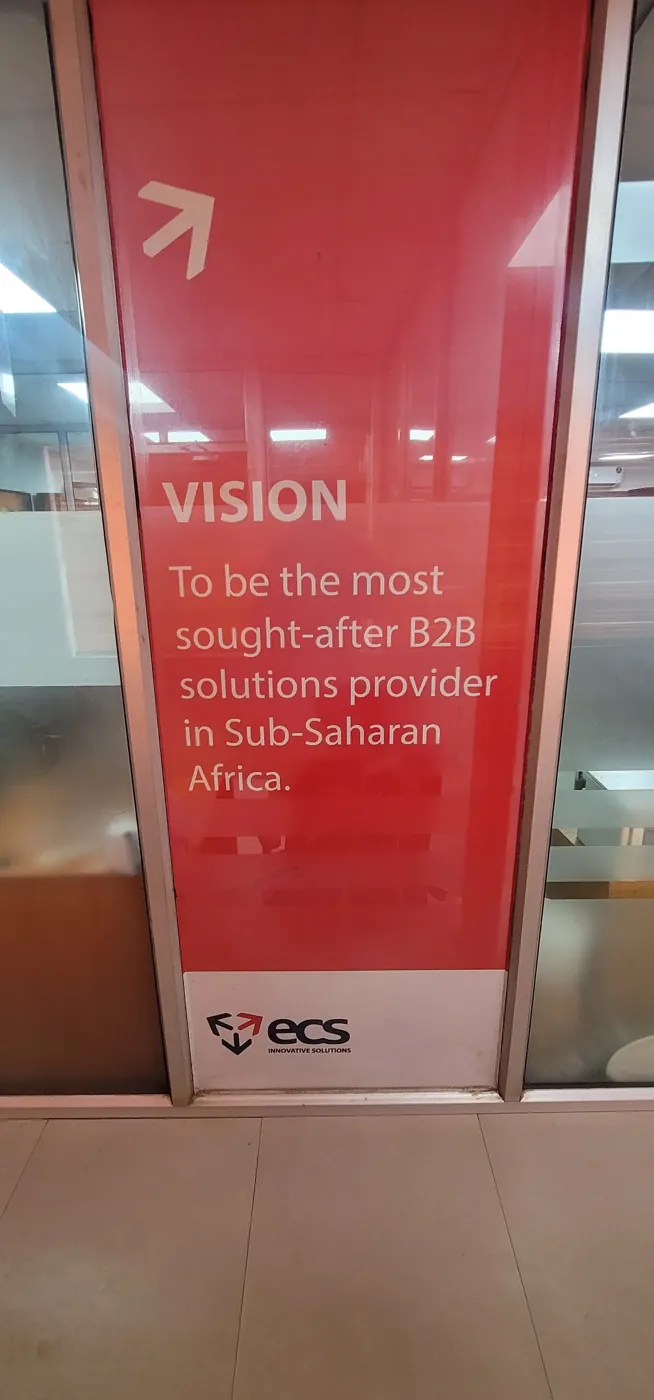 VISION
To be the most
sought-after B2B
solutions provider
in Sub-Saharan
Africa.
ecs
INNOVATIVE SOLUTIONS